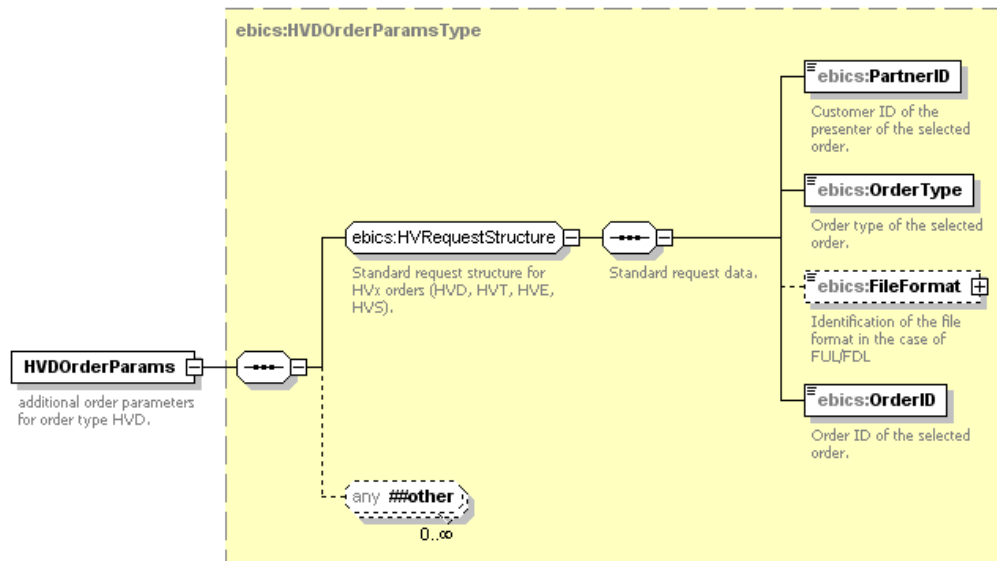 ebics:HVDOrderParamsType
ebics:PartnerID
Customer ID of the
presenter of the selected
order.
ebics:OrderType
Order type of the selected
order.
ebics:HVRequestStructure
Standard request structure for
HVx orders (HVD, HVT, HVE,
HVS).
Standard request data.
ebics:FileFormat
Identification of the file
format in the case of
FUL/FDL
HVDOrderParams
additional order parameters
for order type HVD.
ebics:OrderID
Order ID of the selected
order.
any ##other
0..∞